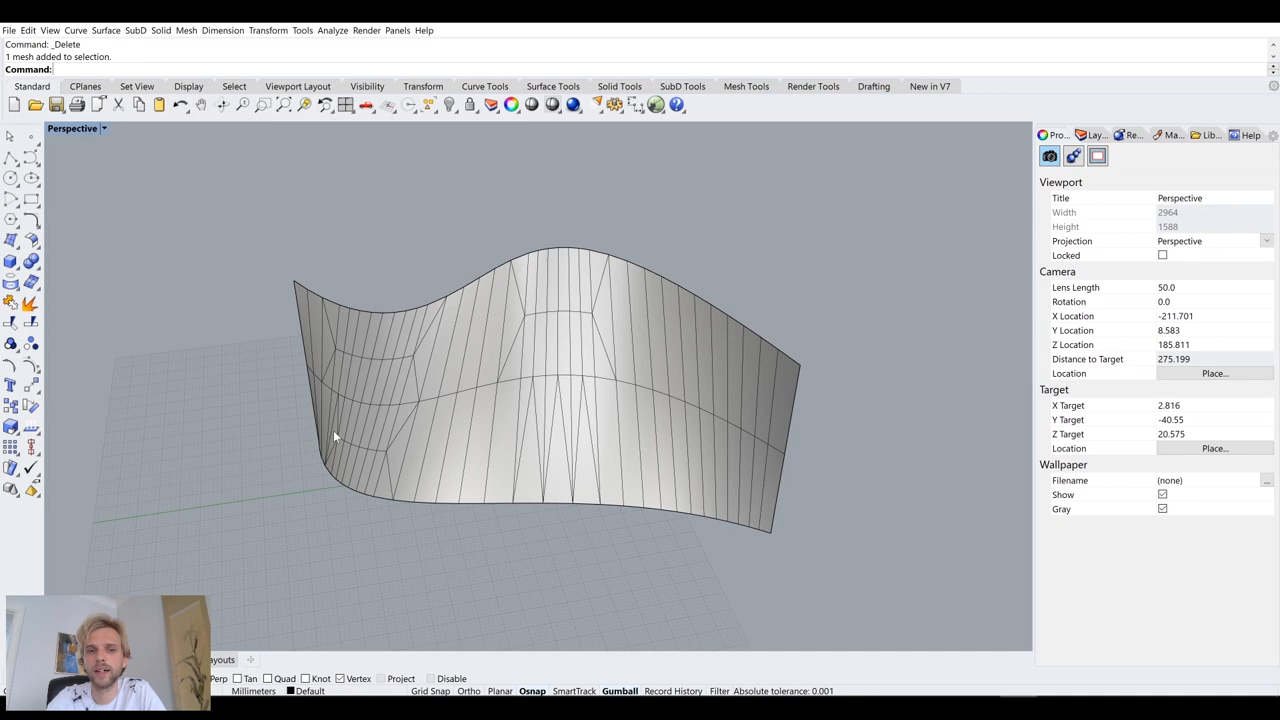 File Edit View Curve Surface SubD Solid Mesh Dimension Transform Tools Analyze Render Panels Help
Command: _Delete
1 mesh added to selection.
Command:
Standard CPlanes Set View Display Select Viewport Layout Visibility Transform Curve Tools Surface Tools Solid Tools SubD Tools Mesh Tools Render Tools Drafting New in V7
Perspective
Pro... Lay... Re... Ma... Lib... Help
Viewport
Title Perspective
Width 2964
Height 1588
Projection Perspective
Locked
Camera
Lens Length 50.0
Rotation 0.0
X Location -211.701
Y Location 8.583
Z Location 185.811
Distance to Target 275.199
Location Place...
Target
X Target 2.816
Y Target -40.55
Z Target 20.575
Location Place...
Wallpaper
Filename (none) ...
Show
Gray
ayouts
Perp Tan Quad Knot Vertex Project Disable
Millimeters Default Grid Snap Ortho Planar Osnap SmartTrack Gumball Record History Filter Absolute tolerance: 0.001